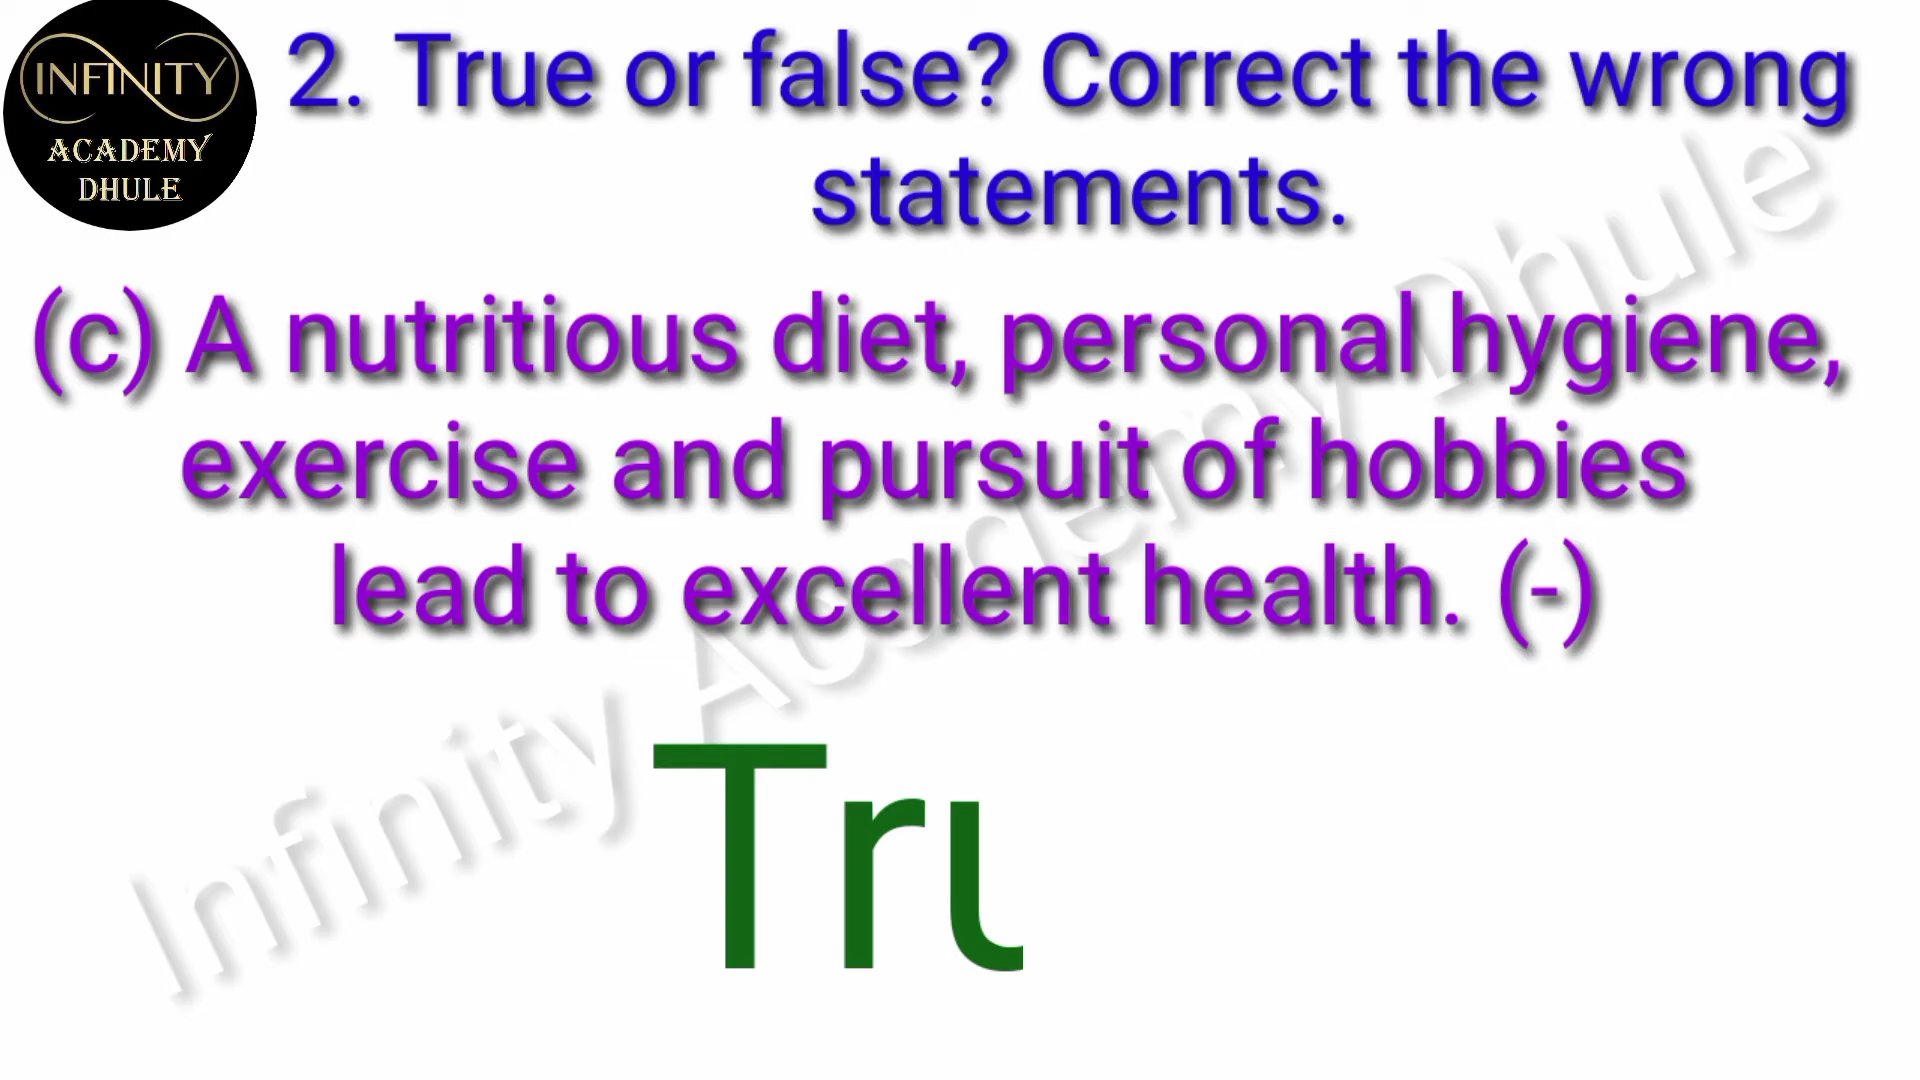 INFINITY
ACADEMY
DHULE
2. True or false? Correct the wrong
statements.
(c) A nutritious diet, personal hygiene,
exercise and pursuit of hobbies
lead to excellent health. (-)
Infinity Academy Dhule